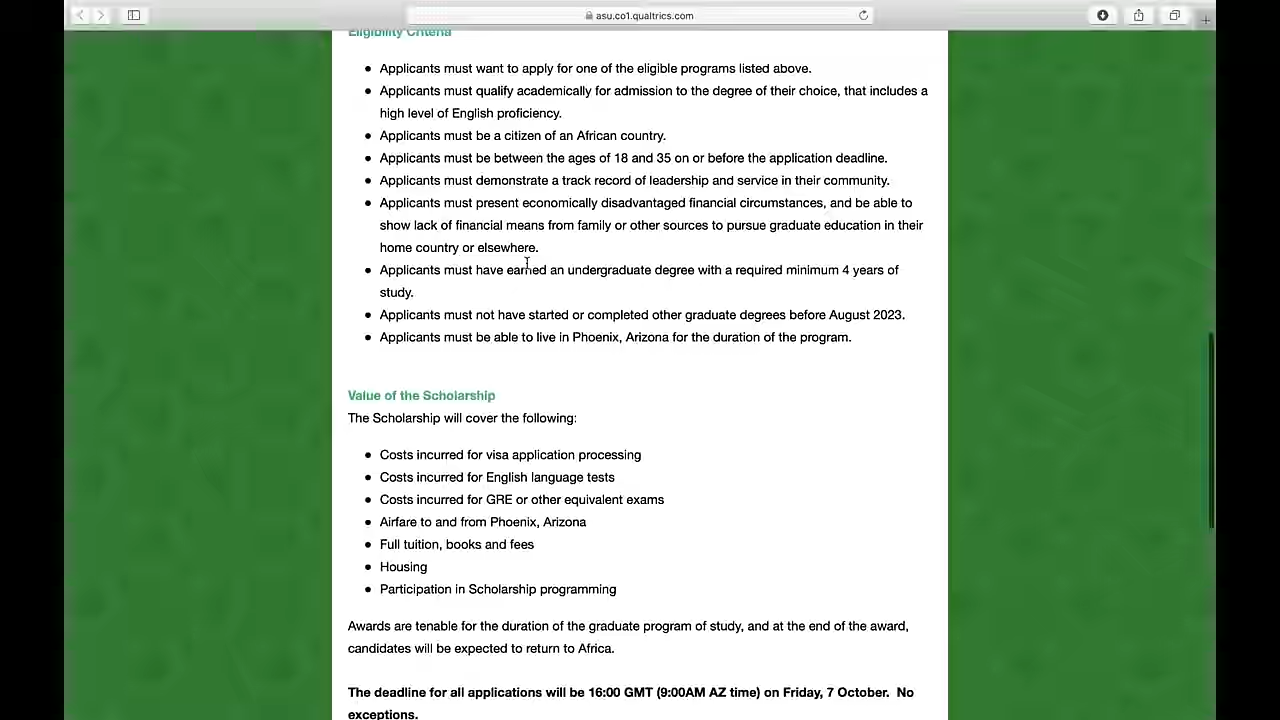 asu.co1.qualtrics.com
Eligibility Criteria
Applicants must want to apply for one of the eligible programs listed above.
Applicants must qualify academically for admission to the degree of their choice, that includes a
high level of English proficiency.
Applicants must be a citizen of an African country.
Applicants must be between the ages of 18 and 35 on or before the application deadline.
Applicants must demonstrate a track record of leadership and service in their community.
Applicants must present economically disadvantaged financial circumstances, and be able to
show lack of financial means from family or other sources to pursue graduate education in their
home country or elsewhere.
Applicants must have earned an undergraduate degree with a required minimum 4 years of
study.
Applicants must not have started or completed other graduate degrees before August 2023.
Applicants must be able to live in Phoenix, Arizona for the duration of the program.
Value of the Scholarship
The Scholarship will cover the following:
Costs incurred for visa application processing
Costs incurred for English language tests
Costs incurred for GRE or other equivalent exams
Airfare to and from Phoenix, Arizona
Full tuition, books and fees
Housing
Participation in Scholarship programming
Awards are tenable for the duration of the graduate program of study, and at the end of the award,
candidates will be expected to return to Africa.
The deadline for all applications will be 16:00 GMT (9:00AM AZ time) on Friday, 7 October.  No
exceptions.